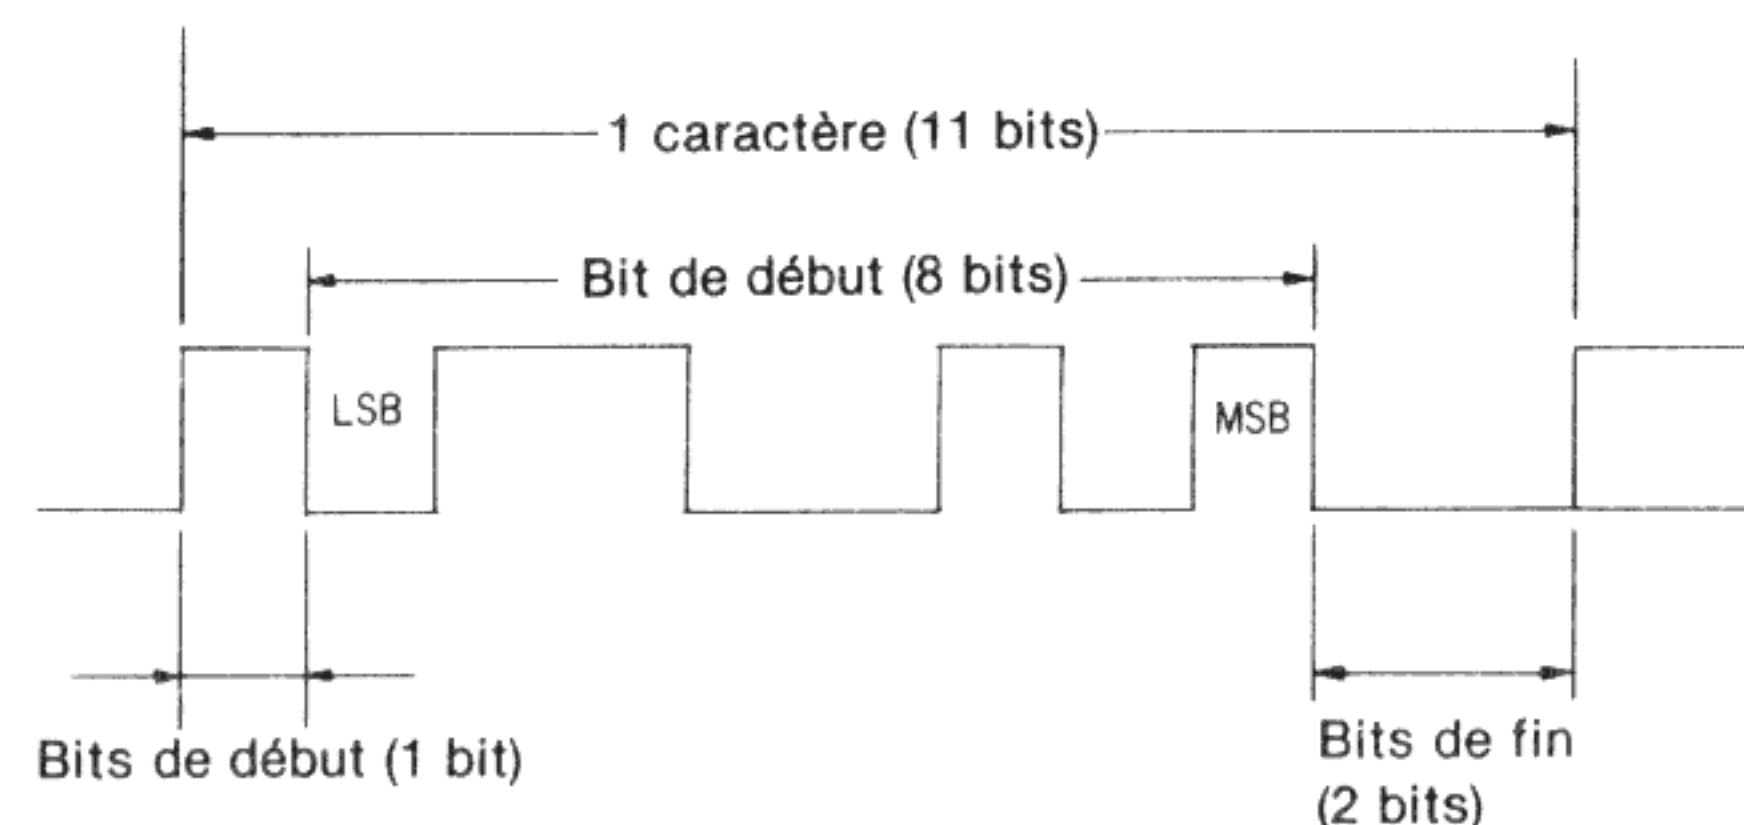 1 caractère (11 bits)
Bit de début (8 bits)
LSB
MSB
Bits de début (1 bit)
Bits de fin
(2 bits)